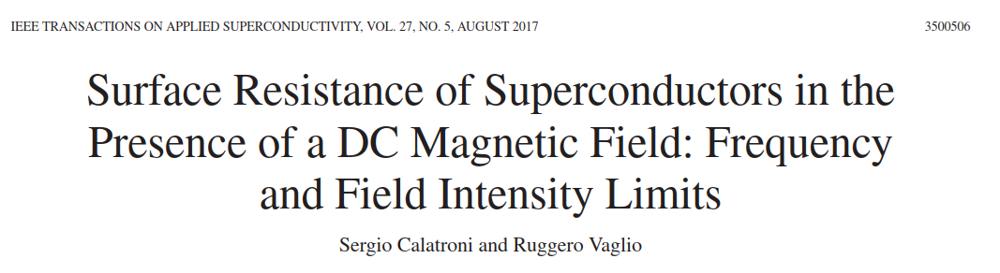 IEEE TRANSACTIONS ON APPLIED SUPERCONDUCTIVITY, VOL. 27, NO. 5, AUGUST 2017 3500506
Surface Resistance of Superconductors in the
Presence of a DC Magnetic Field: Frequency
and Field Intensity Limits
Sergio Calatroni and Ruggero Vaglio